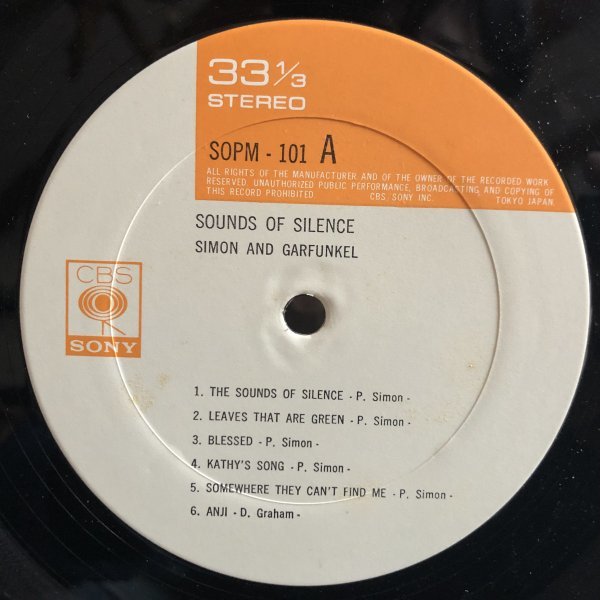 33 1/3
STEREO
SOPM - 101 A
ALL RIGHTS OF THE MANUFACTURER AND OF THE OWNER OF THE RECORDED WORK
RESERVED. UNAUTHORIZED PUBLIC PERFORMANCE, BROADCASTING AND COPYING OF
THIS RECORD PROHIBITED. CBS, SONY INC. TOKYO JAPAN.
SOUNDS OF SILENCE
SIMON AND GARFUNKEL
CBS
SONY
1. THE SOUNDS OF SILENCE - P. Simon -
2. LEAVES THAT ARE GREEN - P. Simon -
3. BLESSED - P. Simon -
4. KATHY'S SONG - P. Simon -
5. SOMEWHERE THEY CAN'T FIND ME - P. Simon -
6. ANJI - D. Graham -